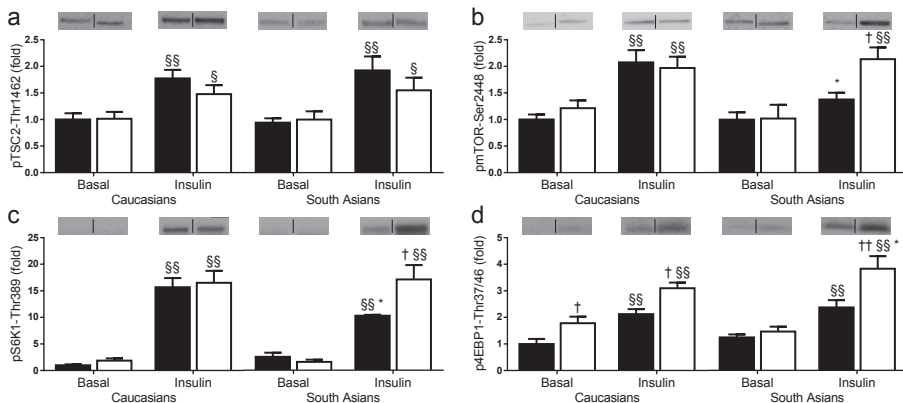 a
pTSC2-Thr1462 (fold)
2.5
2.0
1.5
1.0
0.5
0.0
§§
§
§§
§
Basal
Insulin
Basal
Insulin
Caucasians
South Asians
b
pmTOR-Ser2448 (fold)
2.5
2.0
1.5
1.0
0.5
0.0
§§
§§
*
† §§
Basal
Insulin
Basal
Insulin
Caucasians
South Asians
c
pS6K1-Thr389 (fold)
25
20
15
10
5
0
§§
§§
§§ *
† §§
Basal
Insulin
Basal
Insulin
Caucasians
South Asians
d
p4EBP1-Thr37/46 (fold)
5
4
3
2
1
0
†
§§
† §§
§§
†† §§ *
Basal
Insulin
Basal
Insulin
Caucasians
South Asians